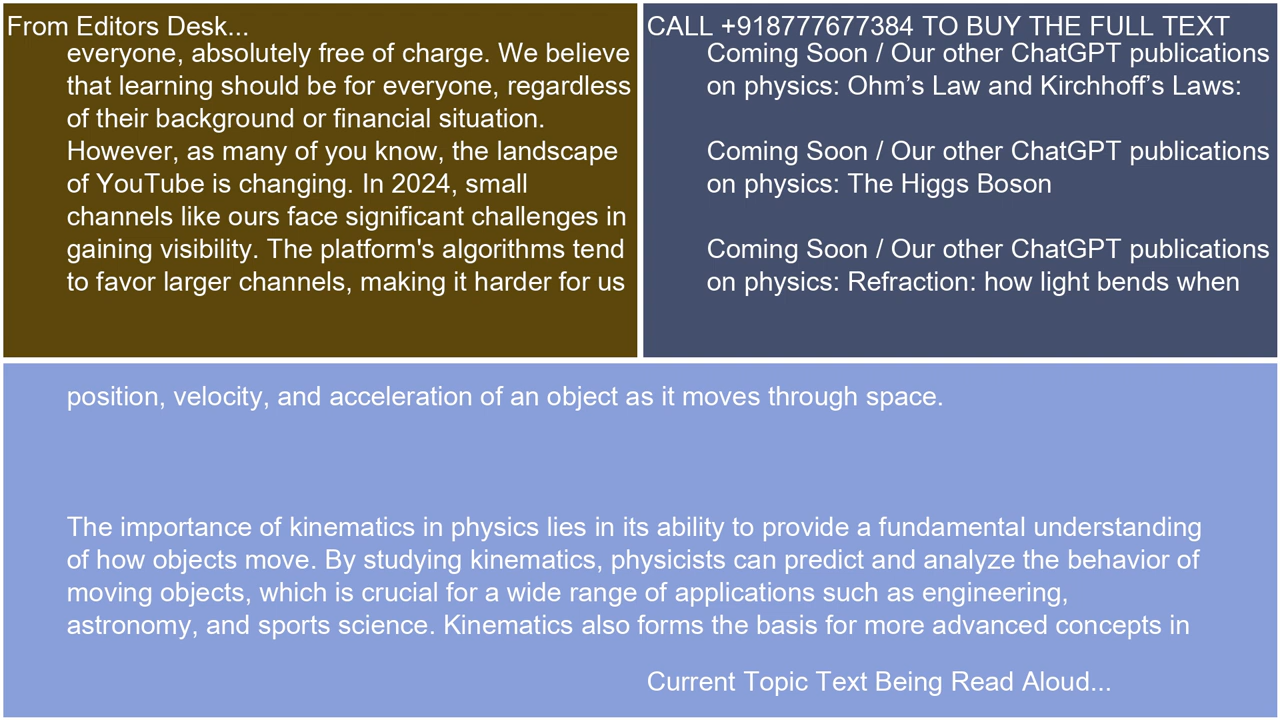 From Editors Desk...
everyone, absolutely free of charge. We believe
that learning should be for everyone, regardless
of their background or financial situation.
However, as many of you know, the landscape
of YouTube is changing. In 2024, small
channels like ours face significant challenges in
gaining visibility. The platform's algorithms tend
to favor larger channels, making it harder for us
CALL +918777677384 TO BUY THE FULL TEXT
Coming Soon / Our other ChatGPT publications
on physics: Ohm’s Law and Kirchhoff’s Laws:
Coming Soon / Our other ChatGPT publications
on physics: The Higgs Boson
Coming Soon / Our other ChatGPT publications
on physics: Refraction: how light bends when
position, velocity, and acceleration of an object as it moves through space.
The importance of kinematics in physics lies in its ability to provide a fundamental understanding
of how objects move. By studying kinematics, physicists can predict and analyze the behavior of
moving objects, which is crucial for a wide range of applications such as engineering,
astronomy, and sports science. Kinematics also forms the basis for more advanced concepts in
Current Topic Text Being Read Aloud...